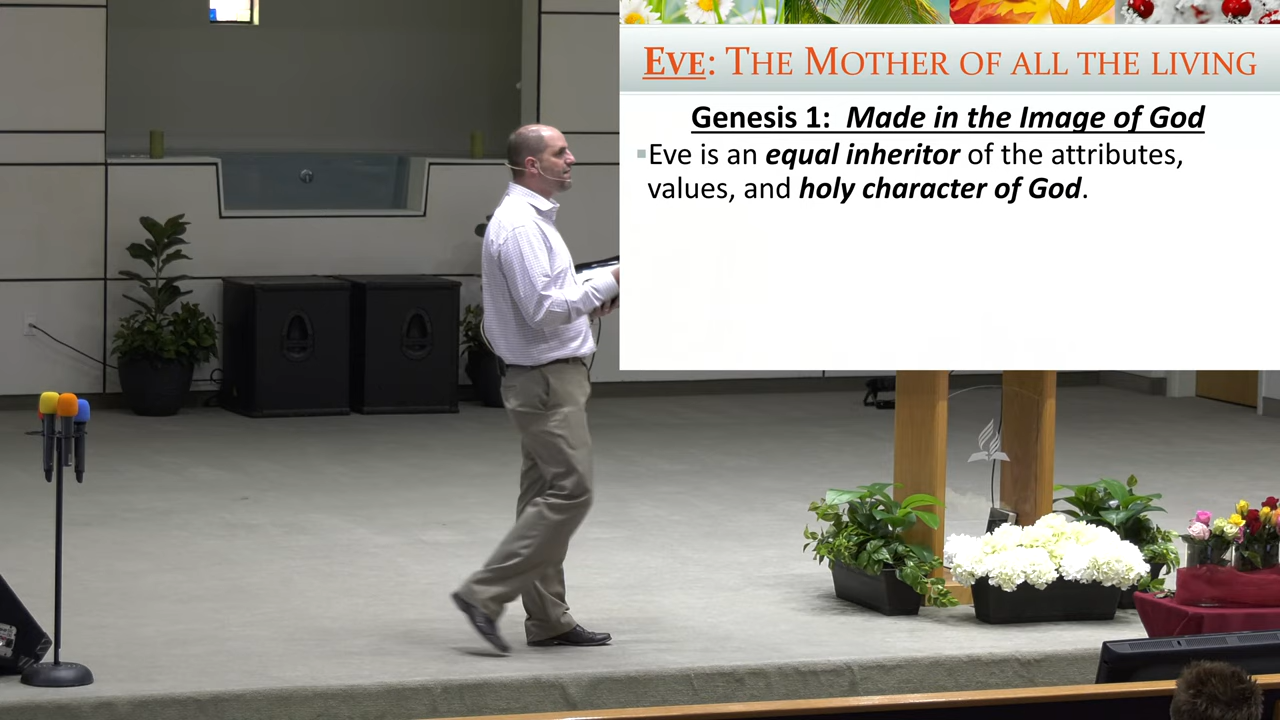 EVE: THE MOTHER OF ALL THE LIVING
Genesis 1: Made in the Image of God
▪Eve is an equal inheritor of the attributes,
values, and holy character of God.